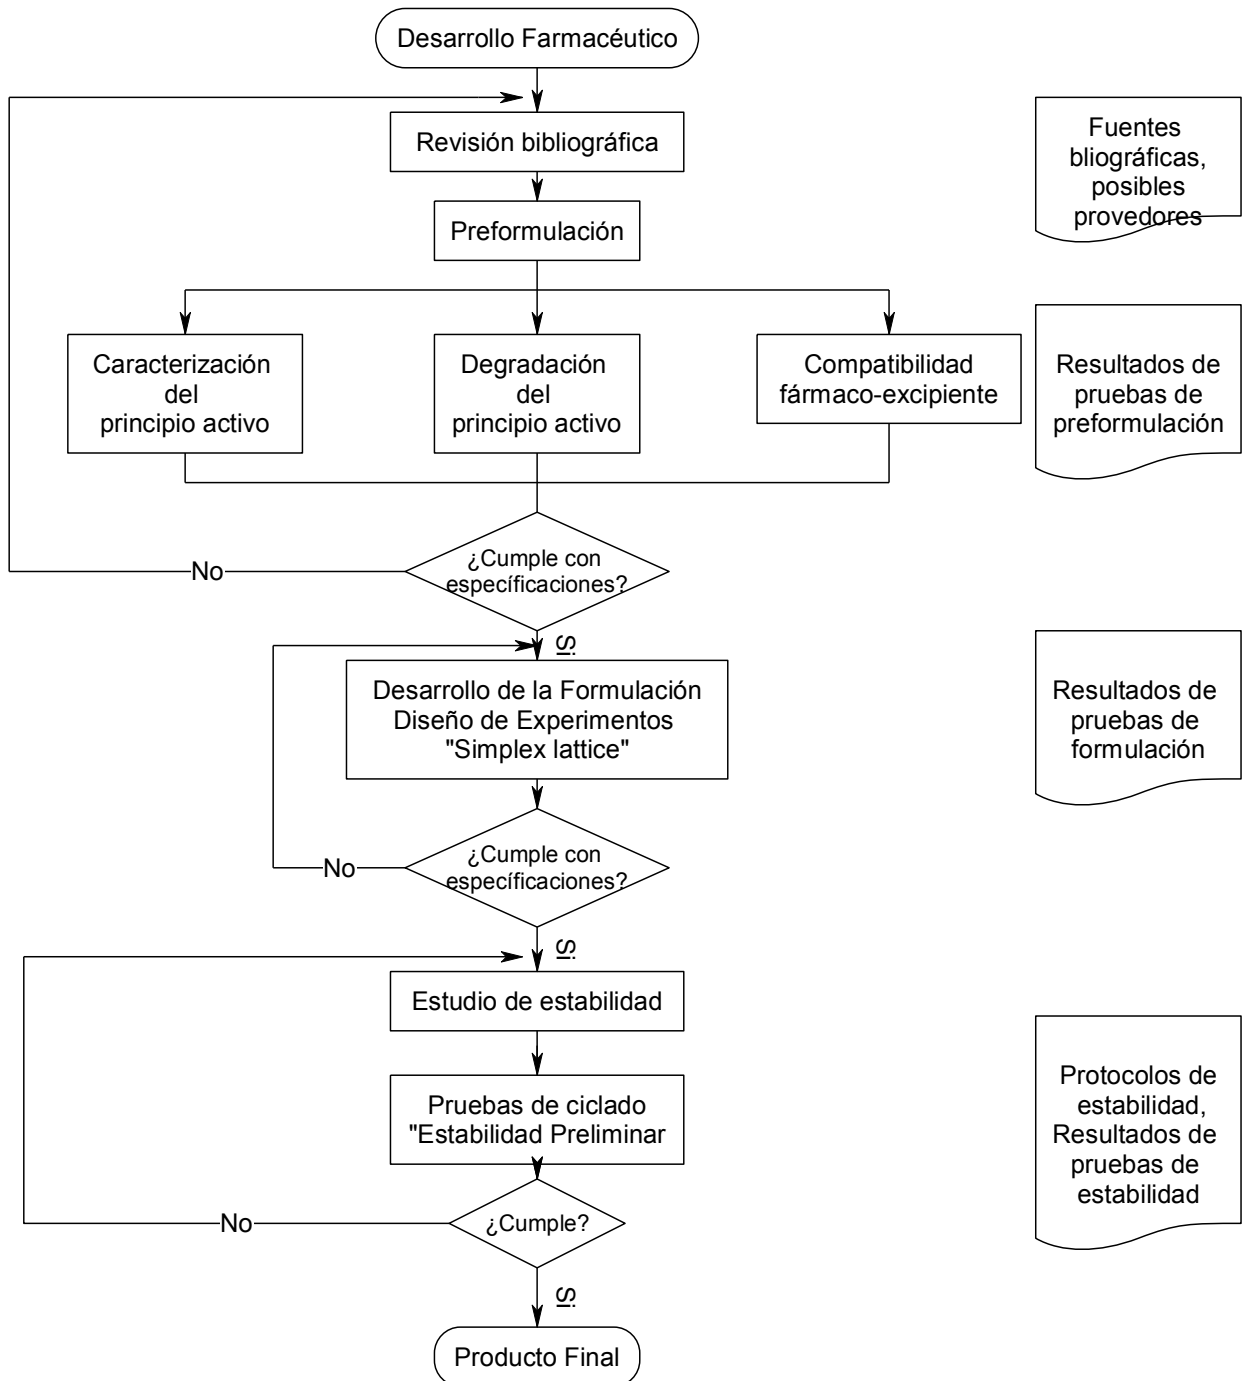 Desarrollo Farmacéutico
Revisión bibliográfica
Fuentes
bliográficas,
posibles
provedores
Preformulación
Caracterización
del
principio activo
Degradación
del
principio activo
Compatibilidad
fármaco-excipiente
Resultados de
pruebas de
preformulación
¿Cumple con
específicaciones?
No
Si
Desarrollo de la Formulación
Diseño de Experimentos
"Simplex lattice"
Resultados de
pruebas de
formulación
¿Cumple con
específicaciones?
No
Si
Estudio de estabilidad
Pruebas de ciclado
"Estabilidad Preliminar
Protocolos de
estabilidad,
Resultados de
pruebas de
estabilidad
¿Cumple?
No
Si
Producto Final